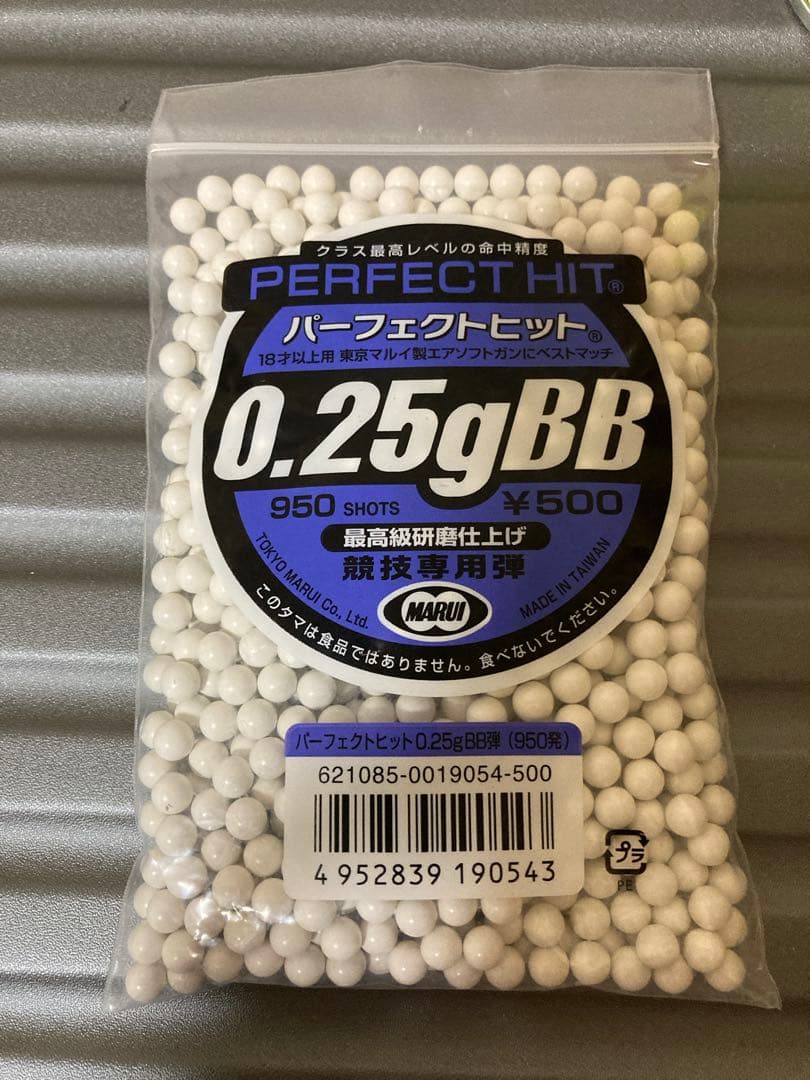 クラス最高レベルの命中精度
PERFECT HIT®
パーフェクトヒット®
18才以上用 東京マルイ製エアソフトガンにベストマッチ
0.25gBB
950 SHOTS ¥500
最高級研磨仕上げ
競技専用弾
TOKYO MARUI Co., Ltd.
MARUI
MADE IN TAIWAN
このタマは食品ではありません。食べないでください。
パーフェクトヒット0.25gBB弾(950発)
621085-0019054-500
4 952839 190543
プラ
PE